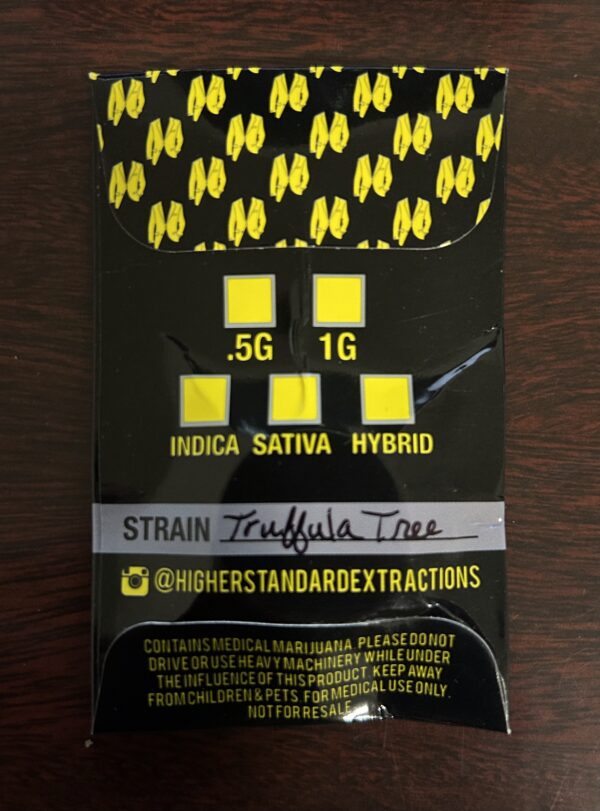 .5G 1G
INDICA SATIVA HYBRID
STRAIN Truffula Tree
@HIGHERSTANDARDEXTRACTIONS
CONTAINS MEDICAL MARIJUANA. PLEASE DO NOT
DRIVE OR USE HEAVY MACHINERY WHILE UNDER
THE INFLUENCE OF THIS PRODUCT. KEEP AWAY
FROM CHILDREN & PETS. FOR MEDICAL USE ONLY.
NOT FOR RESALE.